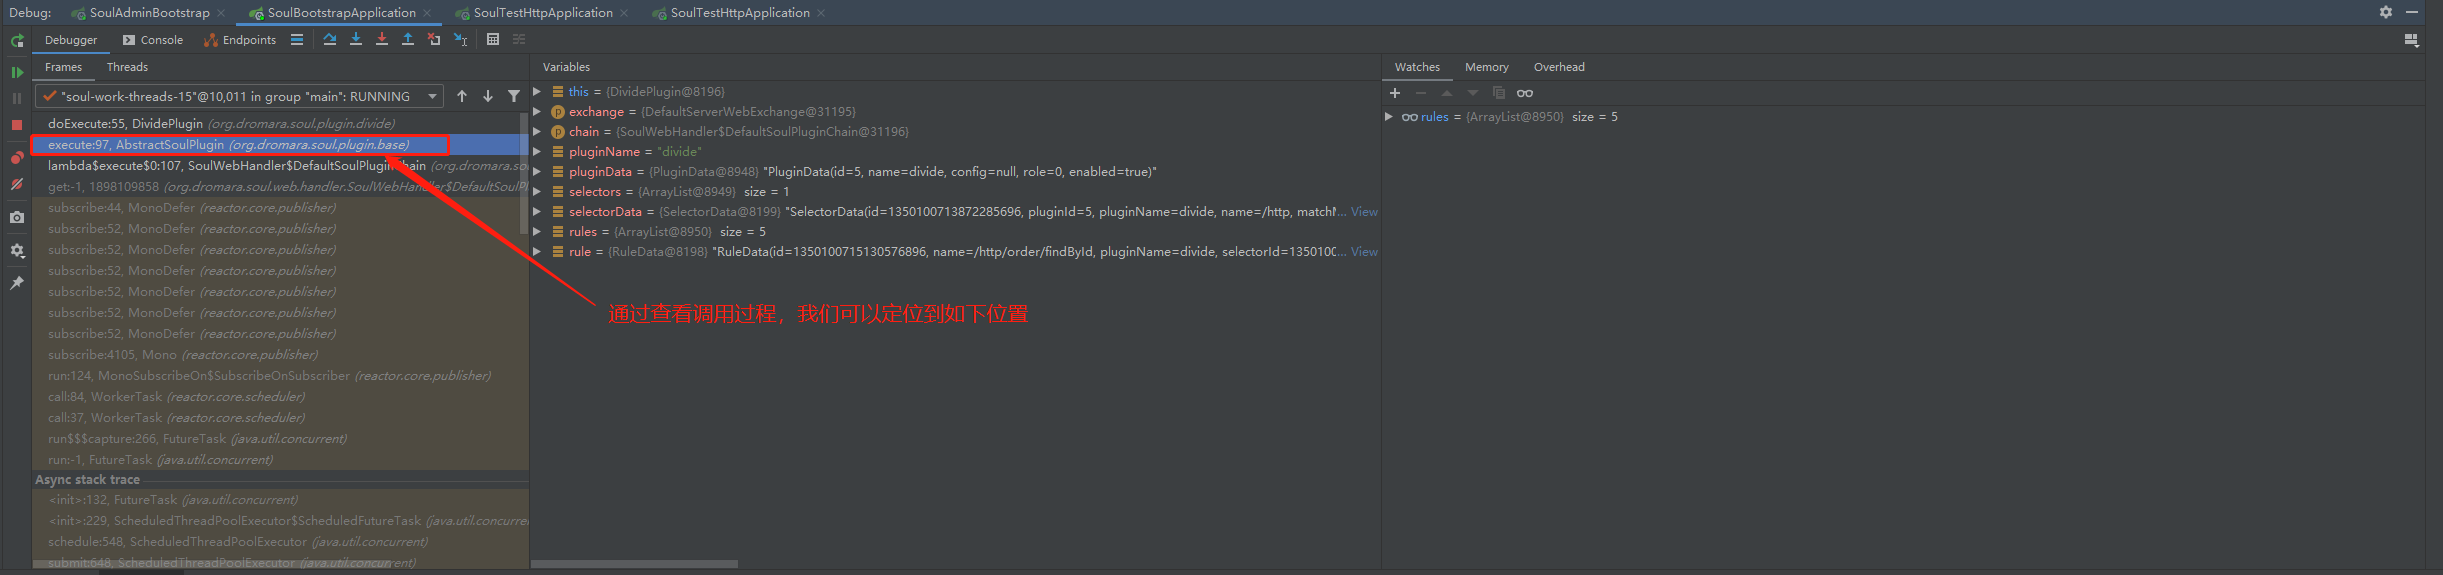 Debug: SoulAdminBootstrap SoulBootstrapApplication SoulTestHttpApplication SoulTestHttpApplication
Debugger Console Endpoints
Frames Threads
"soul-work-threads-15"@10,011 in group "main": RUNNING
doExecute:55, DividePlugin (org.dromara.soul.plugin.divide)
execute:97, AbstractSoulPlugin (org.dromara.soul.plugin.base)
lambda$execute$0:107, SoulWebHandler$DefaultSoulPluginChain (org.dromara.so
get:-1, 1898109858 (org.dromara.soul.web.handler.SoulWebHandler$DefaultSoulPl
subscribe:44, MonoDefer (reactor.core.publisher)
subscribe:52, MonoDefer (reactor.core.publisher)
subscribe:52, MonoDefer (reactor.core.publisher)
subscribe:52, MonoDefer (reactor.core.publisher)
subscribe:52, MonoDefer (reactor.core.publisher)
subscribe:52, MonoDefer (reactor.core.publisher)
subscribe:52, MonoDefer (reactor.core.publisher)
subscribe:4105, Mono (reactor.core.publisher)
run:124, MonoSubscribeOn$SubscribeOnSubscriber (reactor.core.publisher)
call:84, WorkerTask (reactor.core.scheduler)
call:37, WorkerTask (reactor.core.scheduler)
run$$$capture:266, FutureTask (java.util.concurrent)
run:-1, FutureTask (java.util.concurrent)
Async stack trace
<init>:132, FutureTask (java.util.concurrent)
<init>:229, ScheduledThreadPoolExecutor$ScheduledFutureTask (java.util.concurre
schedule:548, ScheduledThreadPoolExecutor (java.util.concurrent)
submit:648, ScheduledThreadPoolExecutor (java.util.concurrent)
Variables
this = {DividePlugin@8196}
exchange = {DefaultServerWebExchange@31195}
chain = {SoulWebHandler$DefaultSoulPluginChain@31196}
pluginName = "divide"
pluginData = {PluginData@8948} "PluginData(id=5, name=divide, config=null, role=0, enabled=true)"
selectors = {ArrayList@8949} size = 1
selectorData = {SelectorData@8199} "SelectorData(id=1350100713872285696, pluginId=5, pluginName=divide, name=/http, match... View
rules = {ArrayList@8950} size = 5
rule = {RuleData@8198} "RuleData(id=1350100715130576896, name=/http/order/findById, pluginName=divide, selectorId=135010... View
通过查看调用过程，我们可以定位到如下位置
Watches Memory Overhead
rules = {ArrayList@8950} size = 5